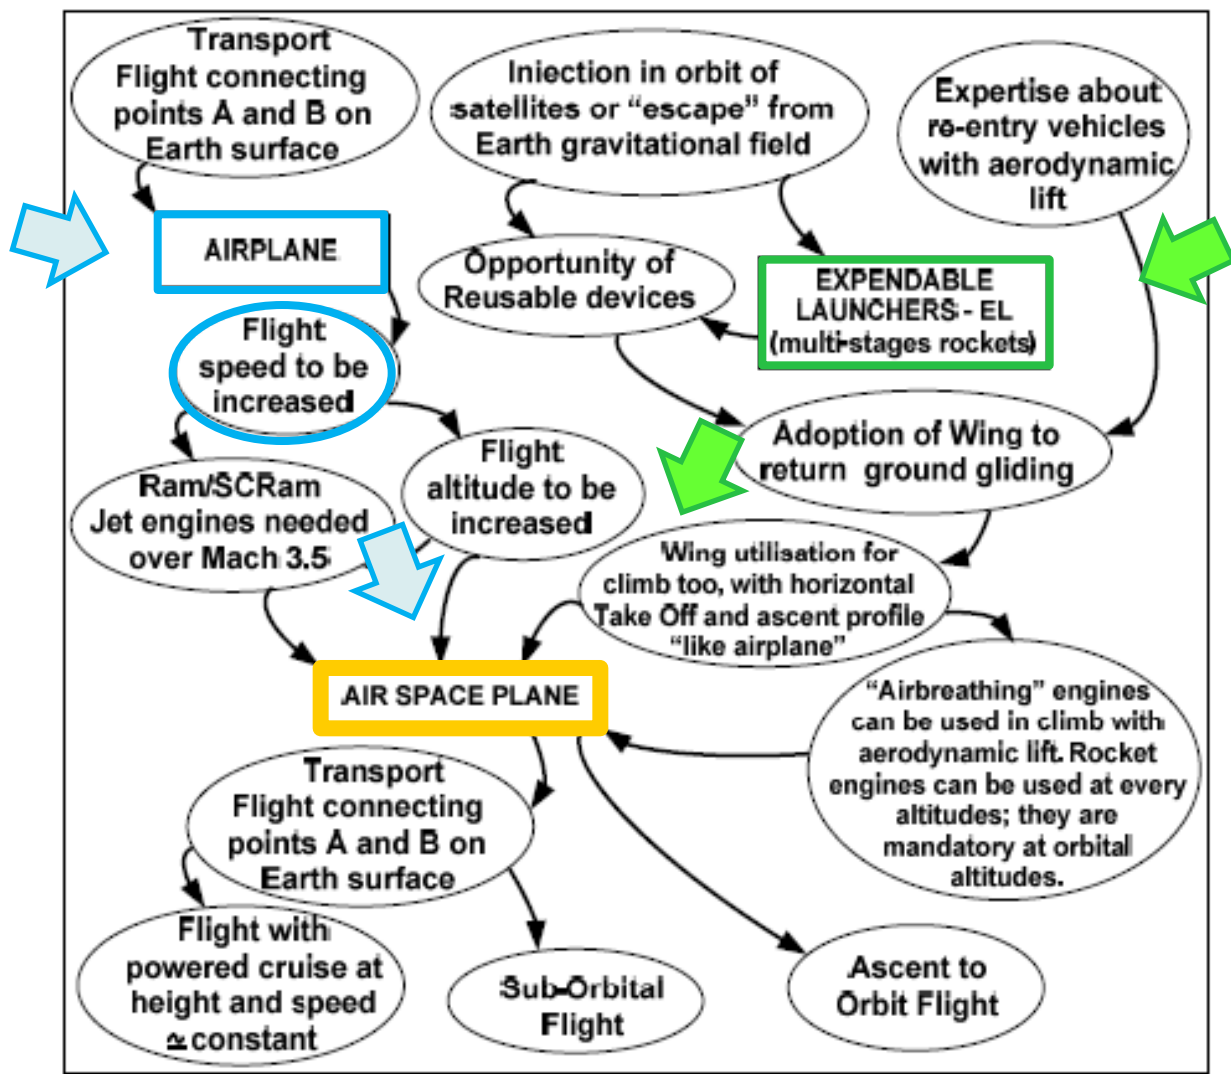 Transport
Flight connecting
points A and B on
Earth surface
Iniection in orbit of
satellites or “escape” from
Earth gravitational field
Expertise about
re-entry vehicles
with aerodynamic
lift
AIRPLANE
Opportunity of
Reusable devices
EXPENDABLE
LAUNCHERS - EL
(multi-stages rockets)
Flight
speed to be
increased
Adoption of Wing to
return ground gliding
Flight
altitude to be
increased
Ram/SCRam
Jet engines needed
over Mach 3.5
Wing utilisation for
climb too, with horizontal
Take Off and ascent profile
“like airplane”
AIR SPACE PLANE
“Airbreathing” engines
can be used in climb with
aerodynamic lift. Rocket
engines can be used at every
altitudes; they are
mandatory at orbital
altitudes.
Transport
Flight connecting
points A and B on
Earth surface
Flight with
powered cruise at
height and speed
≃ constant
Sub-Orbital
Flight
Ascent to
Orbit Flight